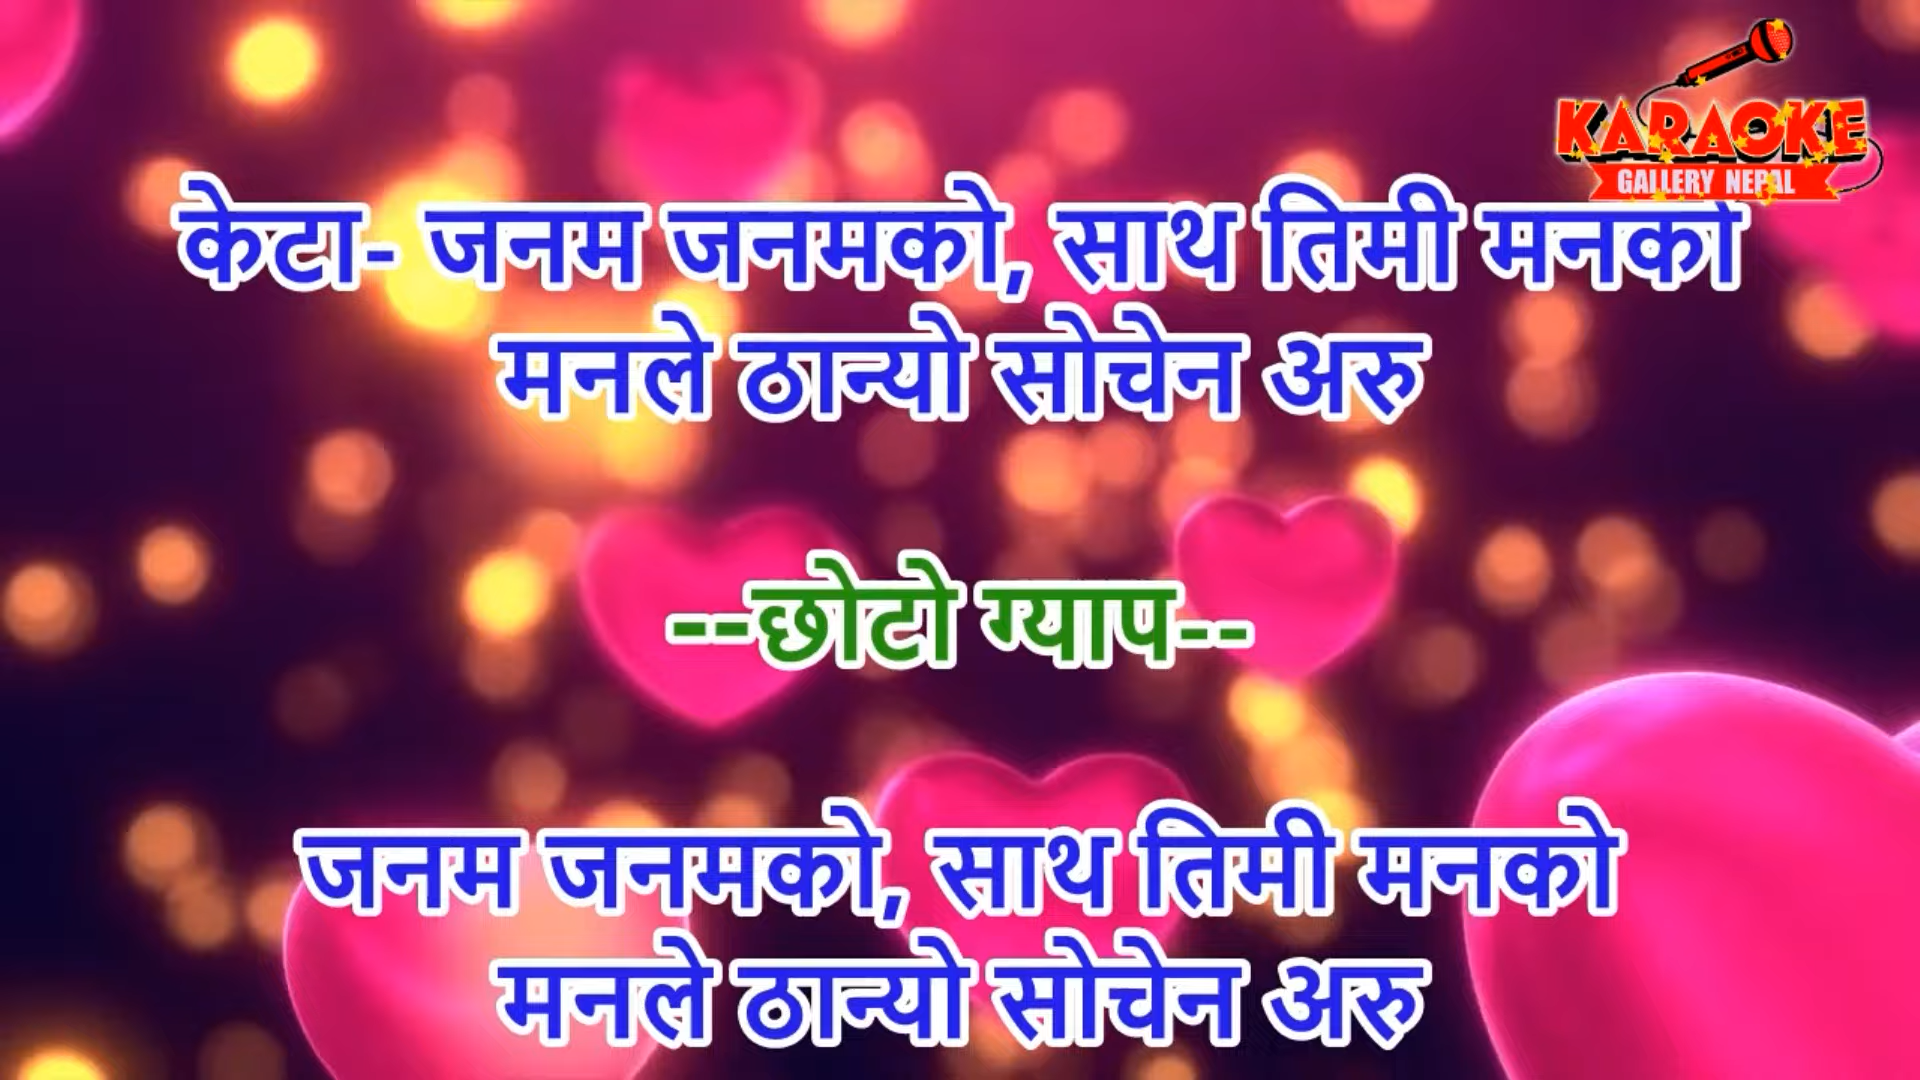 KARAOKE
GALLERY NEPAL
केटा- जनम जनमको, साथ तिमी मनको
मनले ठान्यो सोचेन अरु
--छोटो ग्याप--
जनम जनमको, साथ तिमी मनको
मनले ठान्यो सोचेन अरु